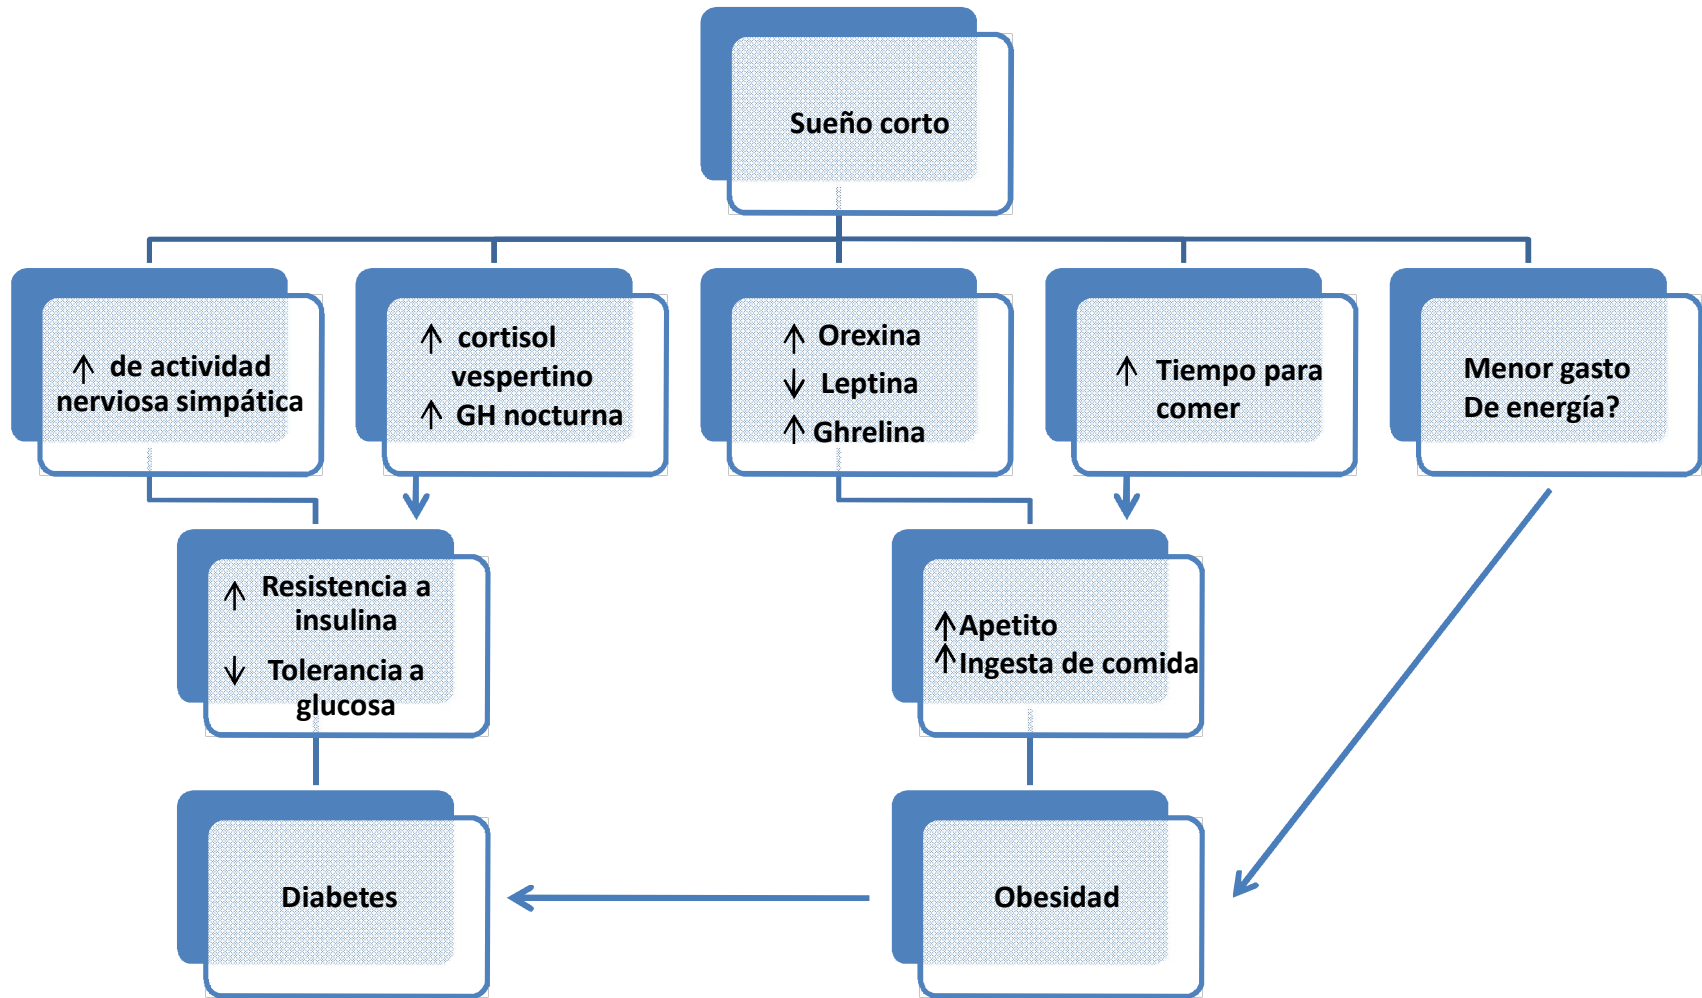 Sueño corto
↑ de actividad
nerviosa simpática
↑ cortisol
vespertino
↑ GH nocturna
↑ Orexina
↓ Leptina
↑ Ghrelina
↑ Tiempo para
comer
Menor gasto
De energía?
↑ Resistencia a
insulina
↓ Tolerancia a
glucosa
↑ Apetito
↑ Ingesta de comida
Diabetes
Obesidad